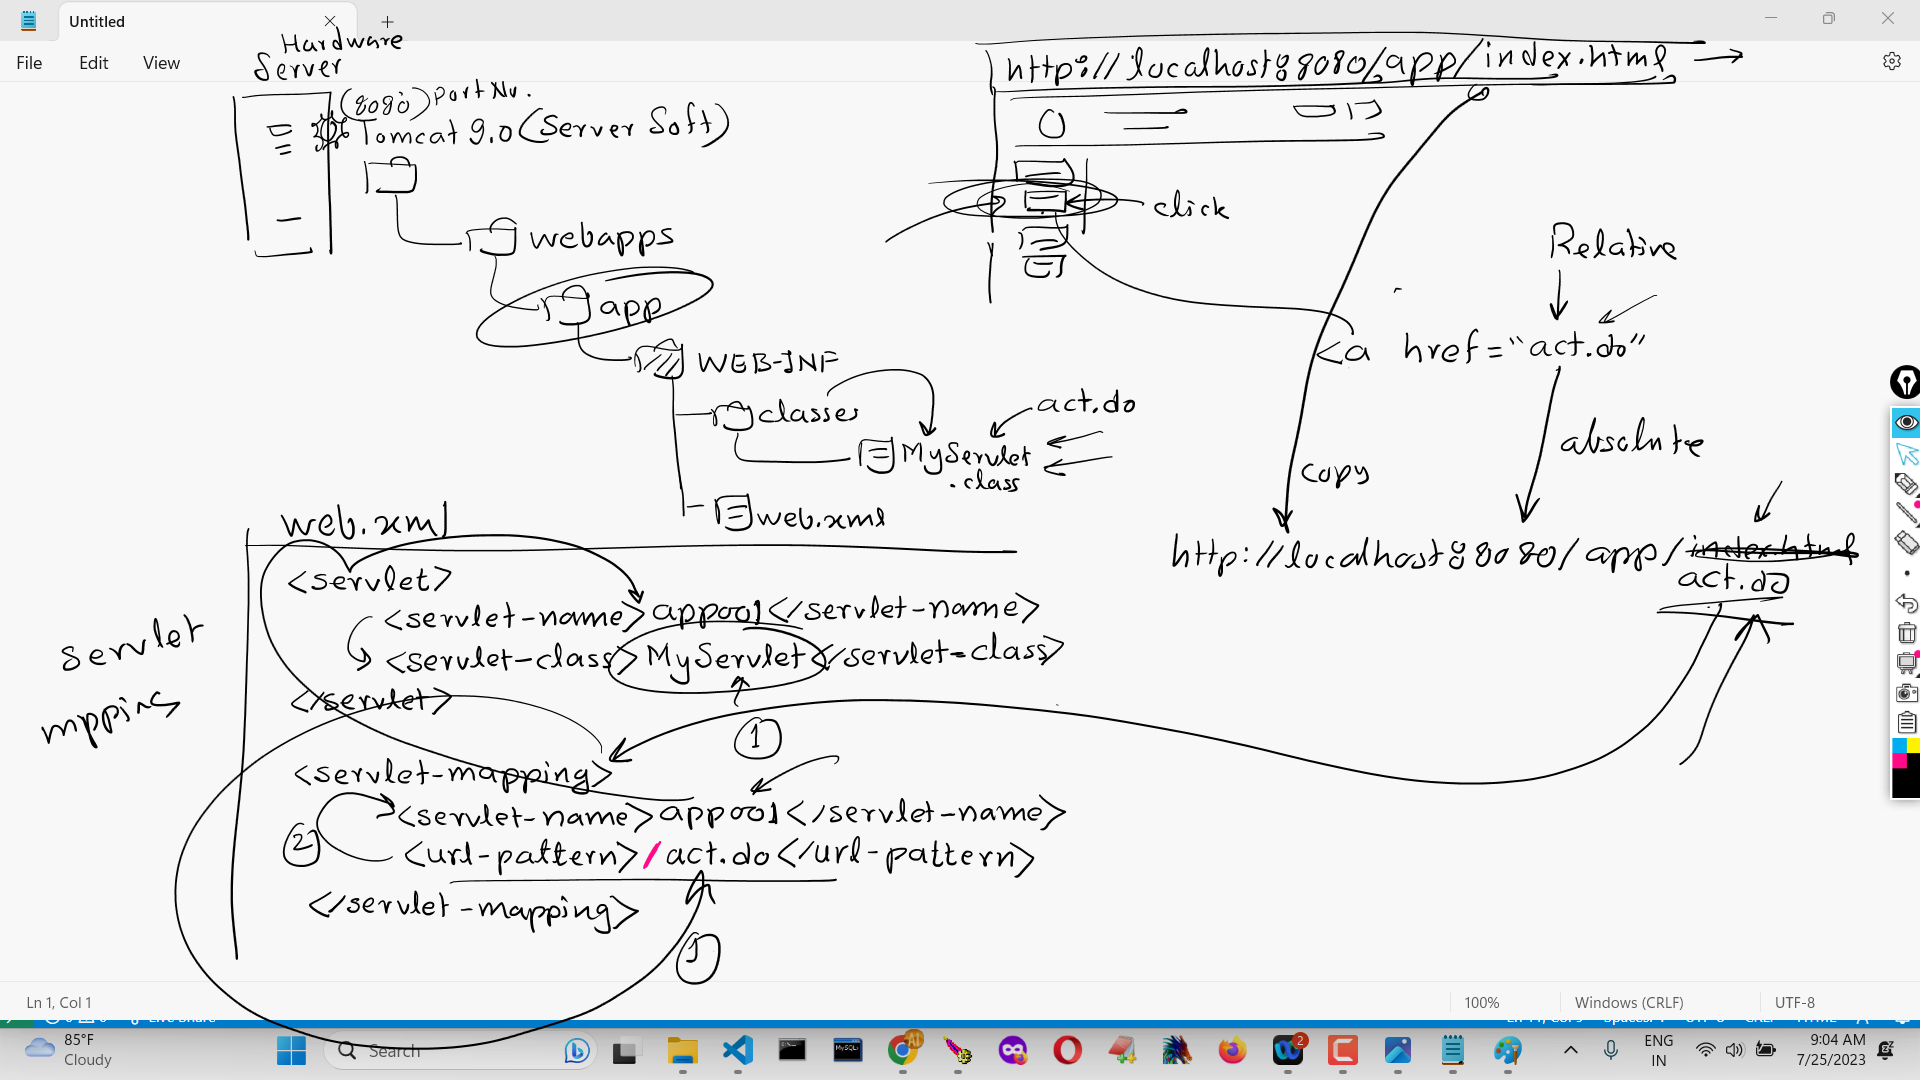 Untitled
File Edit View
Hardware
Server
(8080) Port No.
Tomcat 9.0 (Server Soft)
webapps
app
WEB-INF
classes
act.do
MyServlet
.class
web.xml
http://localhost:8080/app/index.html
click
Relative
<a href="act.do"
absolute
copy
http://localhost:8080/app/index.html
act.do
web.xml
servlet
mpping
<servlet>
<servlet-name>app001</servlet-name>
<servlet-class>MyServlet</servlet-class>
</servlet>
1
<servlet-mapping>
<servlet-name>app001</servlet-name>
2
<url-pattern>/act.do</url-pattern>
</servlet-mapping>
1
Ln 1, Col 1
100%
Windows (CRLF)
UTF-8
85°F
Cloudy
Search
2
ENG
IN
9:04 AM
7/25/2023